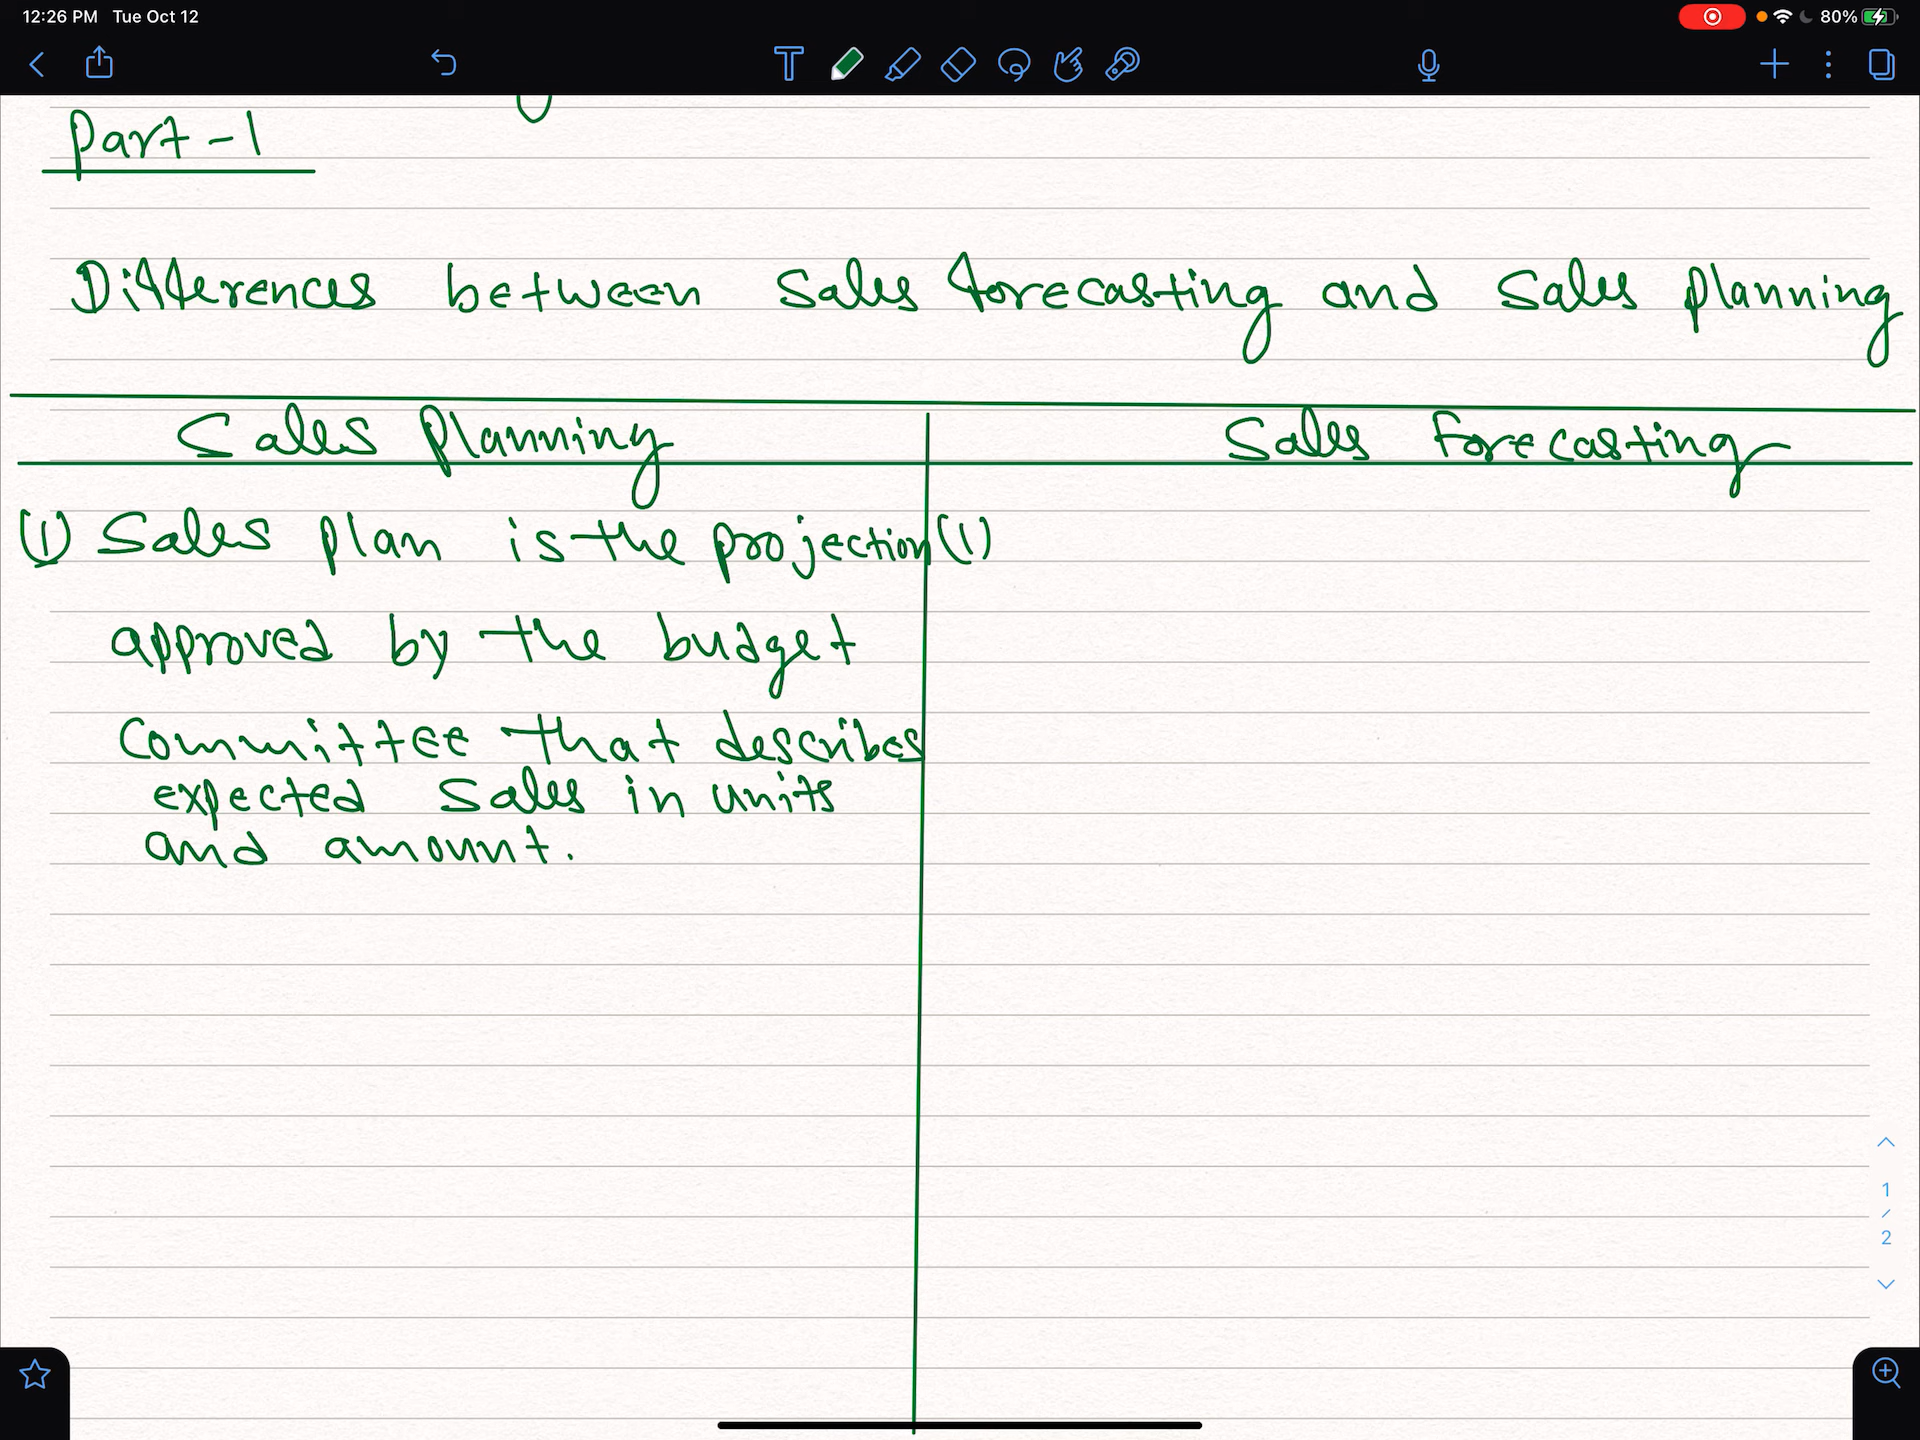 12:26 PM Tue Oct 12
80%
Part-1
Differences between Sales forecasting and Sales Planning
Sales Planning
Sales Forecasting
(1) Sales Plan is the projection
(1)
approved by the budget
Committee that describes
expected Sales in units
and amount.
1
/
2